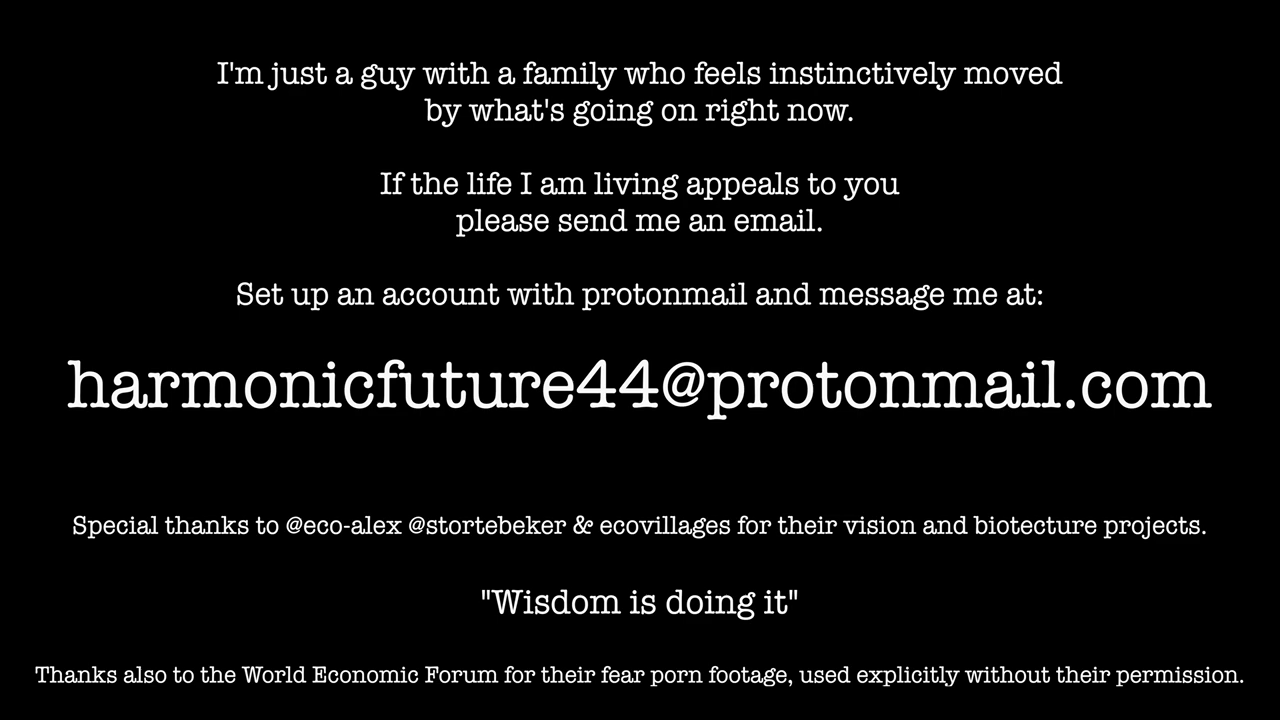 I'm just a guy with a family who feels instinctively moved
by what's going on right now.
If the life I am living appeals to you
please send me an email.
Set up an account with protonmail and message me at:
harmonicfuture44@protonmail.com
Special thanks to @eco-alex @stortebeker & ecovillages for their vision and biotecture projects.
"Wisdom is doing it"
Thanks also to the World Economic Forum for their fear porn footage, used explicitly without their permission.